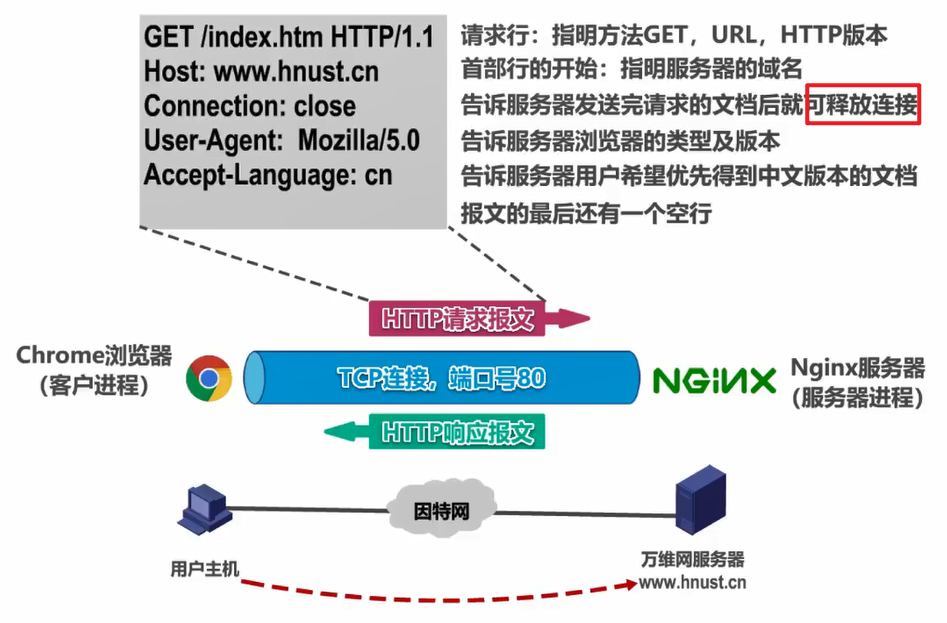 GET /index.htm HTTP/1.1
请求行：指明方法GET，URL，HTTP版本
Host: www.hnust.cn
首部行的开始：指明服务器的域名
Connection: close
告诉服务器发送完请求的文档后就可释放连接
User-Agent: Mozilla/5.0
告诉服务器浏览器的类型及版本
Accept-Language: cn
告诉服务器用户希望优先得到中文版本的文档
报文的最后还有一个空行
HTTP请求报文
Chrome浏览器
（客户进程）
TCP连接，端口号80
NGINX
Nginx服务器
（服务器进程）
HTTP响应报文
因特网
用户主机
万维网服务器
www.hnust.cn